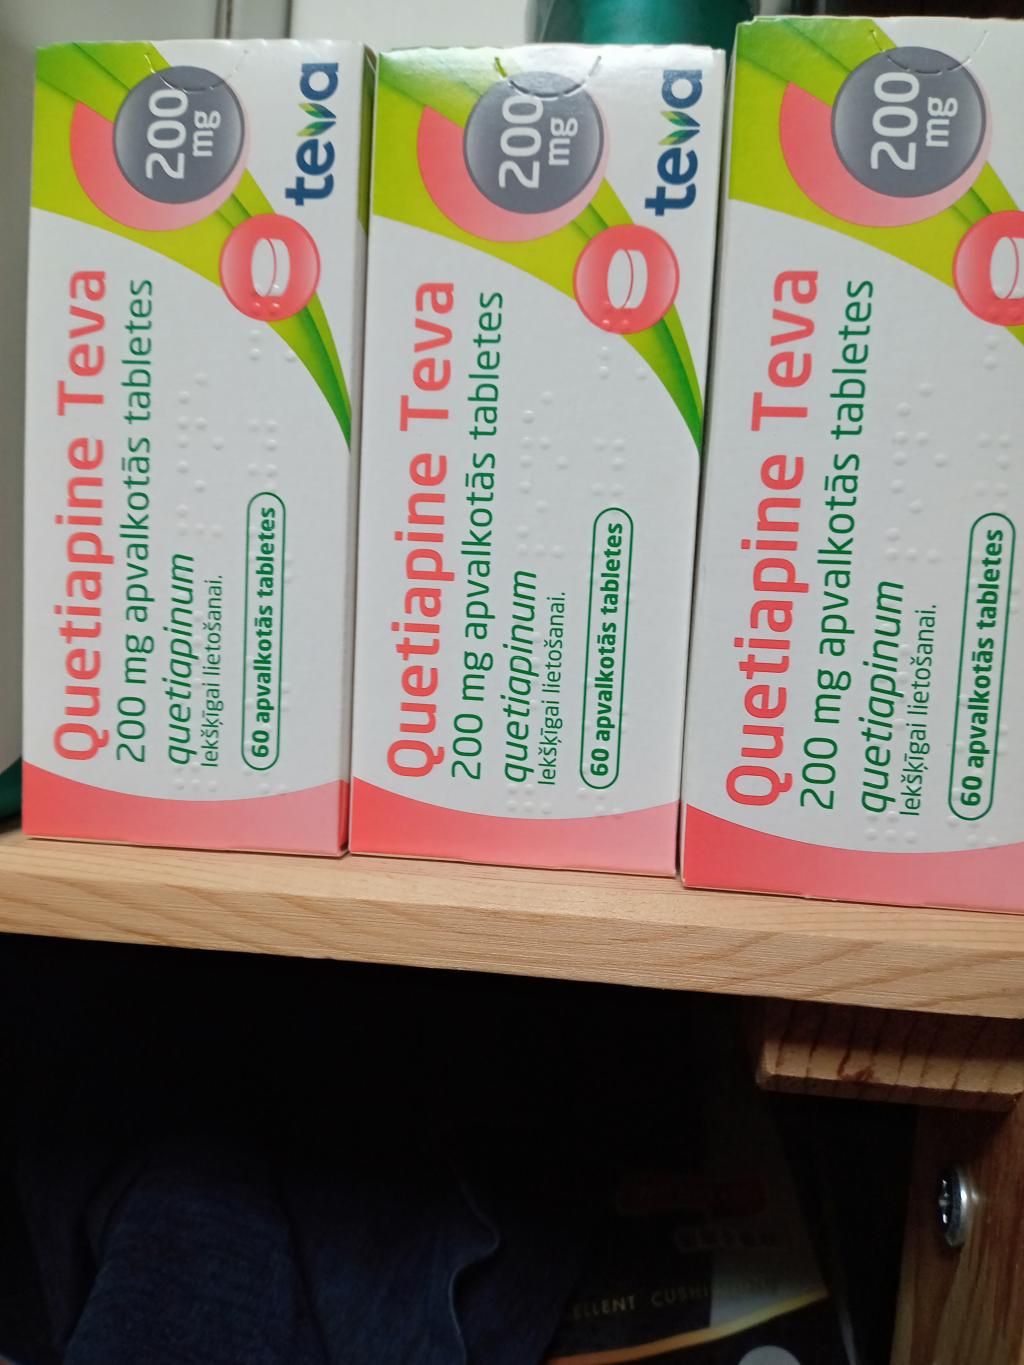 200
mg
teva
Quetiapine Teva
200 mg apvalkotās tabletes
quetiapinum
Iekšķīgai lietošanai.
60 apvalkotās tabletes
200
mg
teva
Quetiapine Teva
200 mg apvalkotās tabletes
quetiapinum
Iekšķīgai lietošanai.
60 apvalkotās tabletes
200
mg
Quetiapine Teva
200 mg apvalkotās tabletes
quetiapinum
Iekšķīgai lietošanai.
60 apvalkotās tabletes